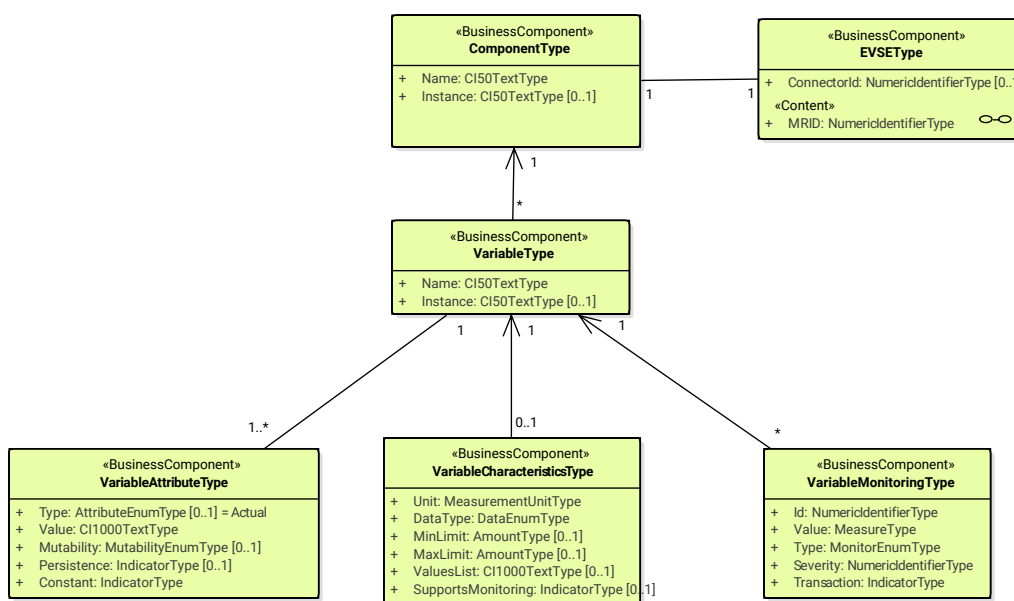 «BusinessComponent»
ComponentType
+ Name: CI50TextType
+ Instance: CI50TextType [0..1]
«BusinessComponent»
EVSEType
+ ConnectorId: NumericIdentifierType [0..1
«Content»
+ MRID: NumericIdentifierType
1
1
1
*
«BusinessComponent»
VariableType
+ Name: CI50TextType
+ Instance: CI50TextType [0..1]
1
1
1
1..*
0..1
*
«BusinessComponent»
VariableAttributeType
+ Type: AttributeEnumType [0..1] = Actual
+ Value: CI1000TextType
+ Mutability: MutabilityEnumType [0..1]
+ Persistence: IndicatorType [0..1]
+ Constant: IndicatorType
«BusinessComponent»
VariableCharacteristicsType
+ Unit: MeasurementUnitType
+ DataType: DataEnumType
+ MinLimit: AmountType [0..1]
+ MaxLimit: AmountType [0..1]
+ ValuesList: CI1000TextType [0..1]
+ SupportsMonitoring: IndicatorType [0..1]
«BusinessComponent»
VariableMonitoringType
+ Id: NumericIdentifierType
+ Value: MeasureType
+ Type: MonitorEnumType
+ Severity: NumericIdentifierType
+ Transaction: IndicatorType